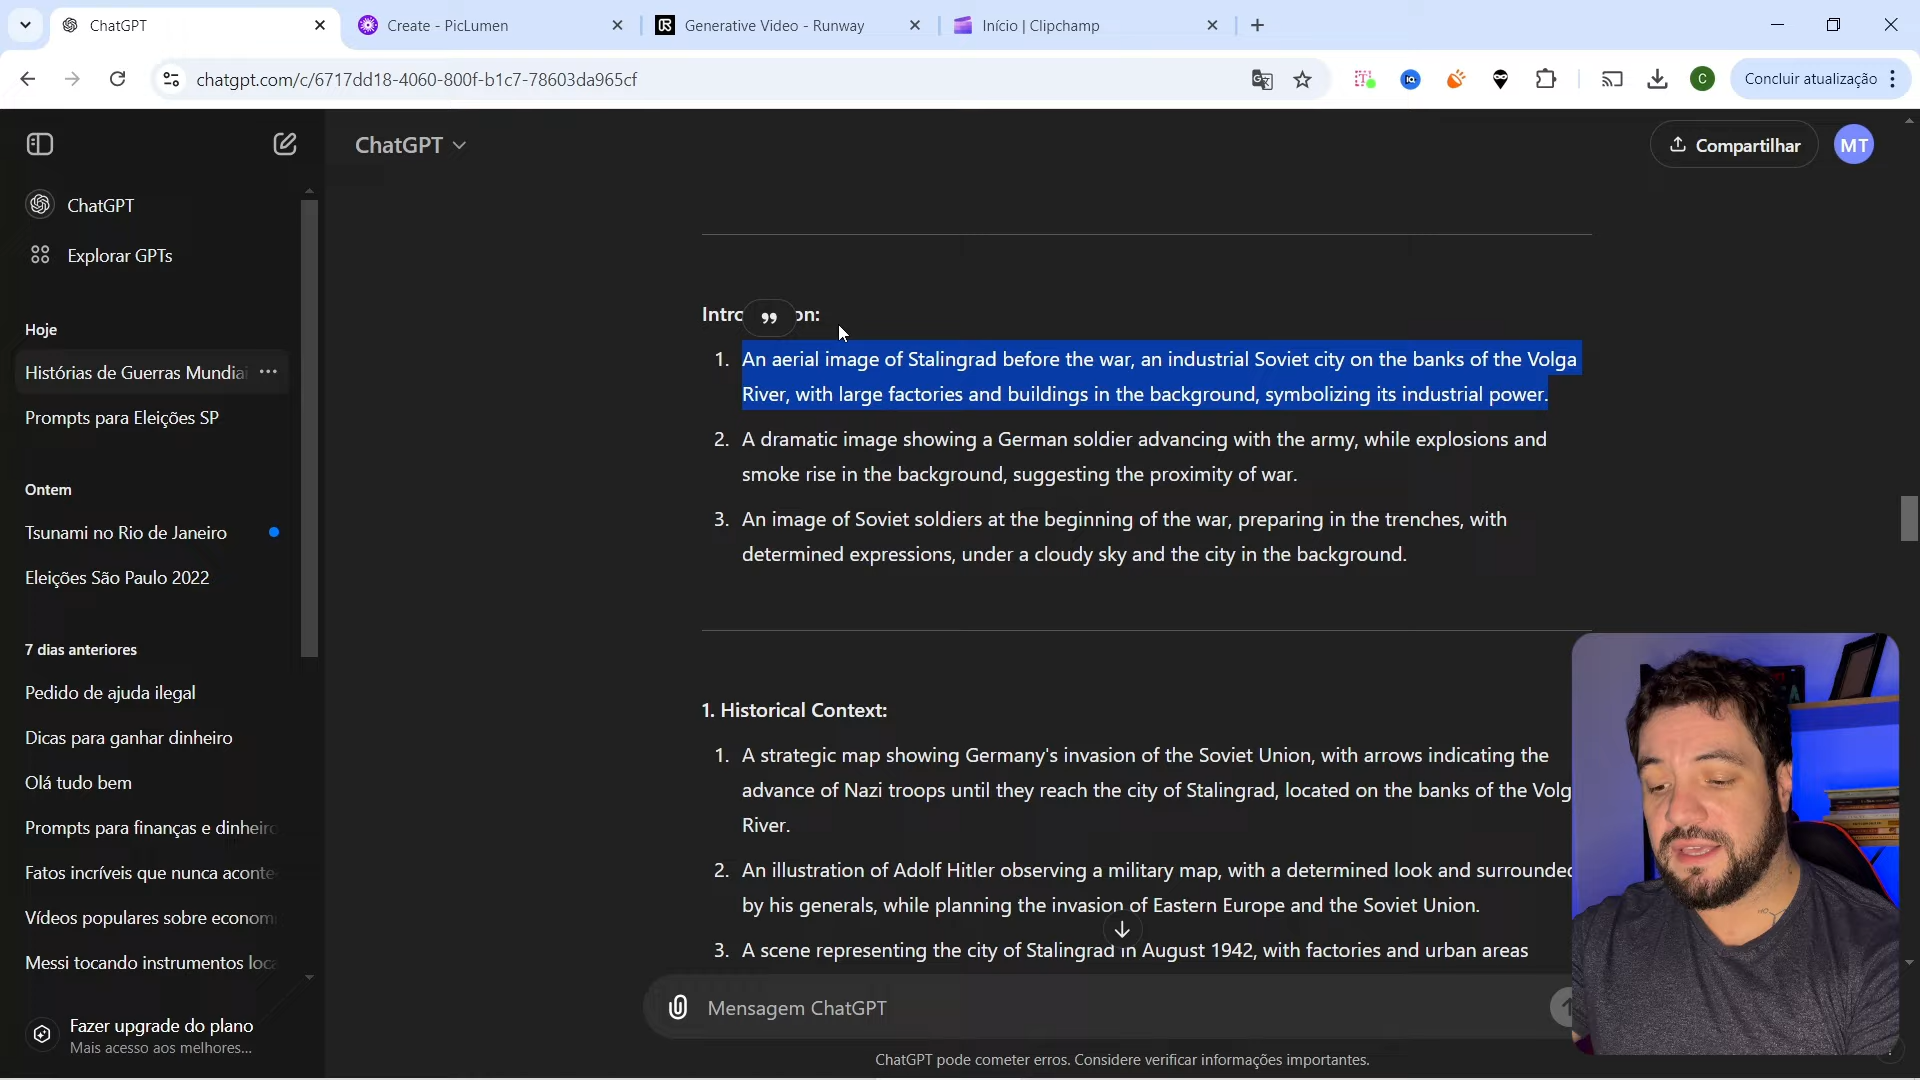 ChatGPT
Create - PicLumen
Generative Video - Runway
Início | Clipchamp
chatgpt.com/c/6717dd18-4060-800f-b1c7-78603da965cf
C
Concluir atualização
ChatGPT
Compartilhar
MT
ChatGPT
Explorar GPTs
Hoje
Histórias de Guerras Mundiai
Prompts para Eleições SP
Ontem
Tsunami no Rio de Janeiro
Eleições São Paulo 2022
7 dias anteriores
Pedido de ajuda ilegal
Dicas para ganhar dinheiro
Olá tudo bem
Prompts para finanças e dinheiro
Fatos incríveis que nunca aconte
Vídeos populares sobre econom
Messi tocando instrumentos loca
Fazer upgrade do plano
Mais acesso aos melhores...
Intro on:
1. An aerial image of Stalingrad before the war, an industrial Soviet city on the banks of the Volga
River, with large factories and buildings in the background, symbolizing its industrial power.
2. A dramatic image showing a German soldier advancing with the army, while explosions and
smoke rise in the background, suggesting the proximity of war.
3. An image of Soviet soldiers at the beginning of the war, preparing in the trenches, with
determined expressions, under a cloudy sky and the city in the background.
1. Historical Context:
1. A strategic map showing Germany's invasion of the Soviet Union, with arrows indicating the
advance of Nazi troops until they reach the city of Stalingrad, located on the banks of the Volg
River.
2. An illustration of Adolf Hitler observing a military map, with a determined look and surrounded
by his generals, while planning the invasion of Eastern Europe and the Soviet Union.
3. A scene representing the city of Stalingrad in August 1942, with factories and urban areas
Mensagem ChatGPT
ChatGPT pode cometer erros. Considere verificar informações importantes.